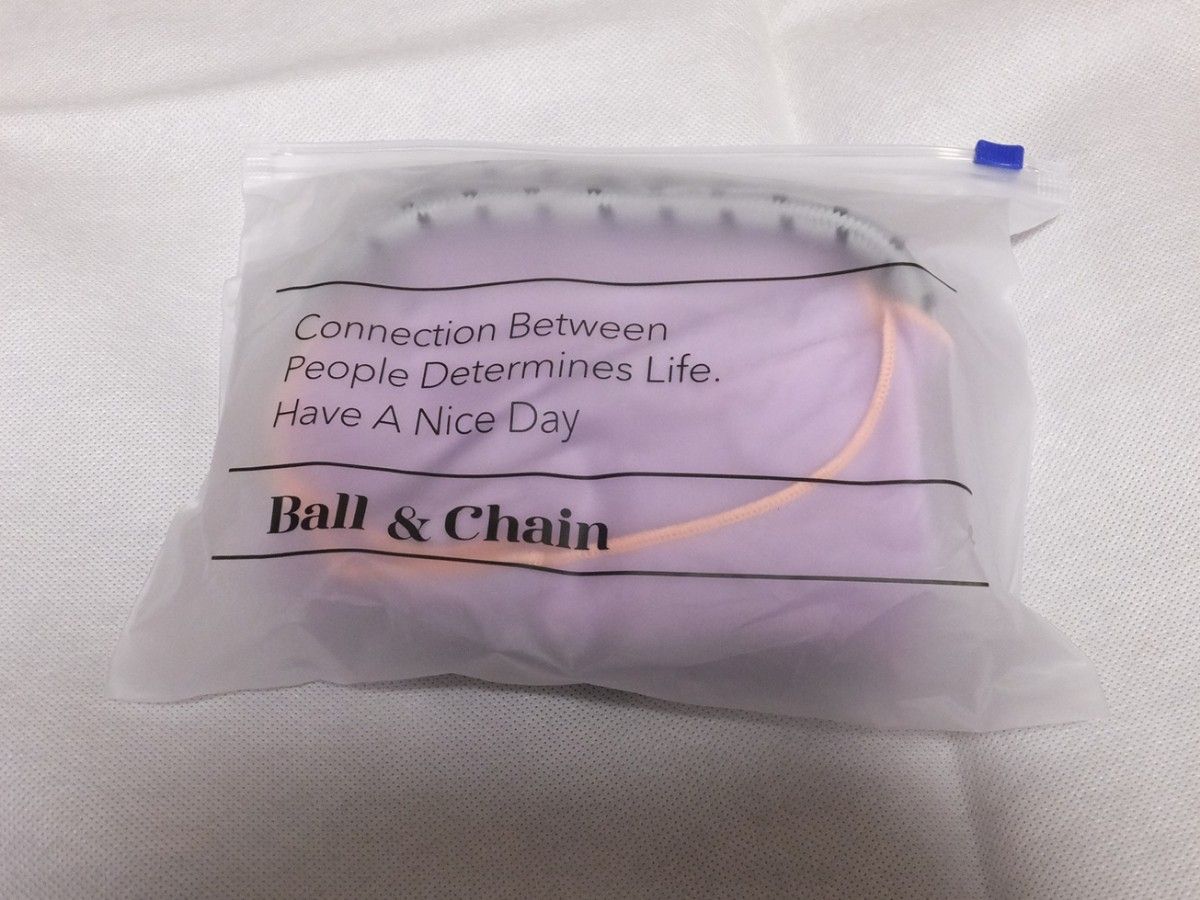 Connection Between
People Determines Life.
Have A Nice Day
Ball & Chain